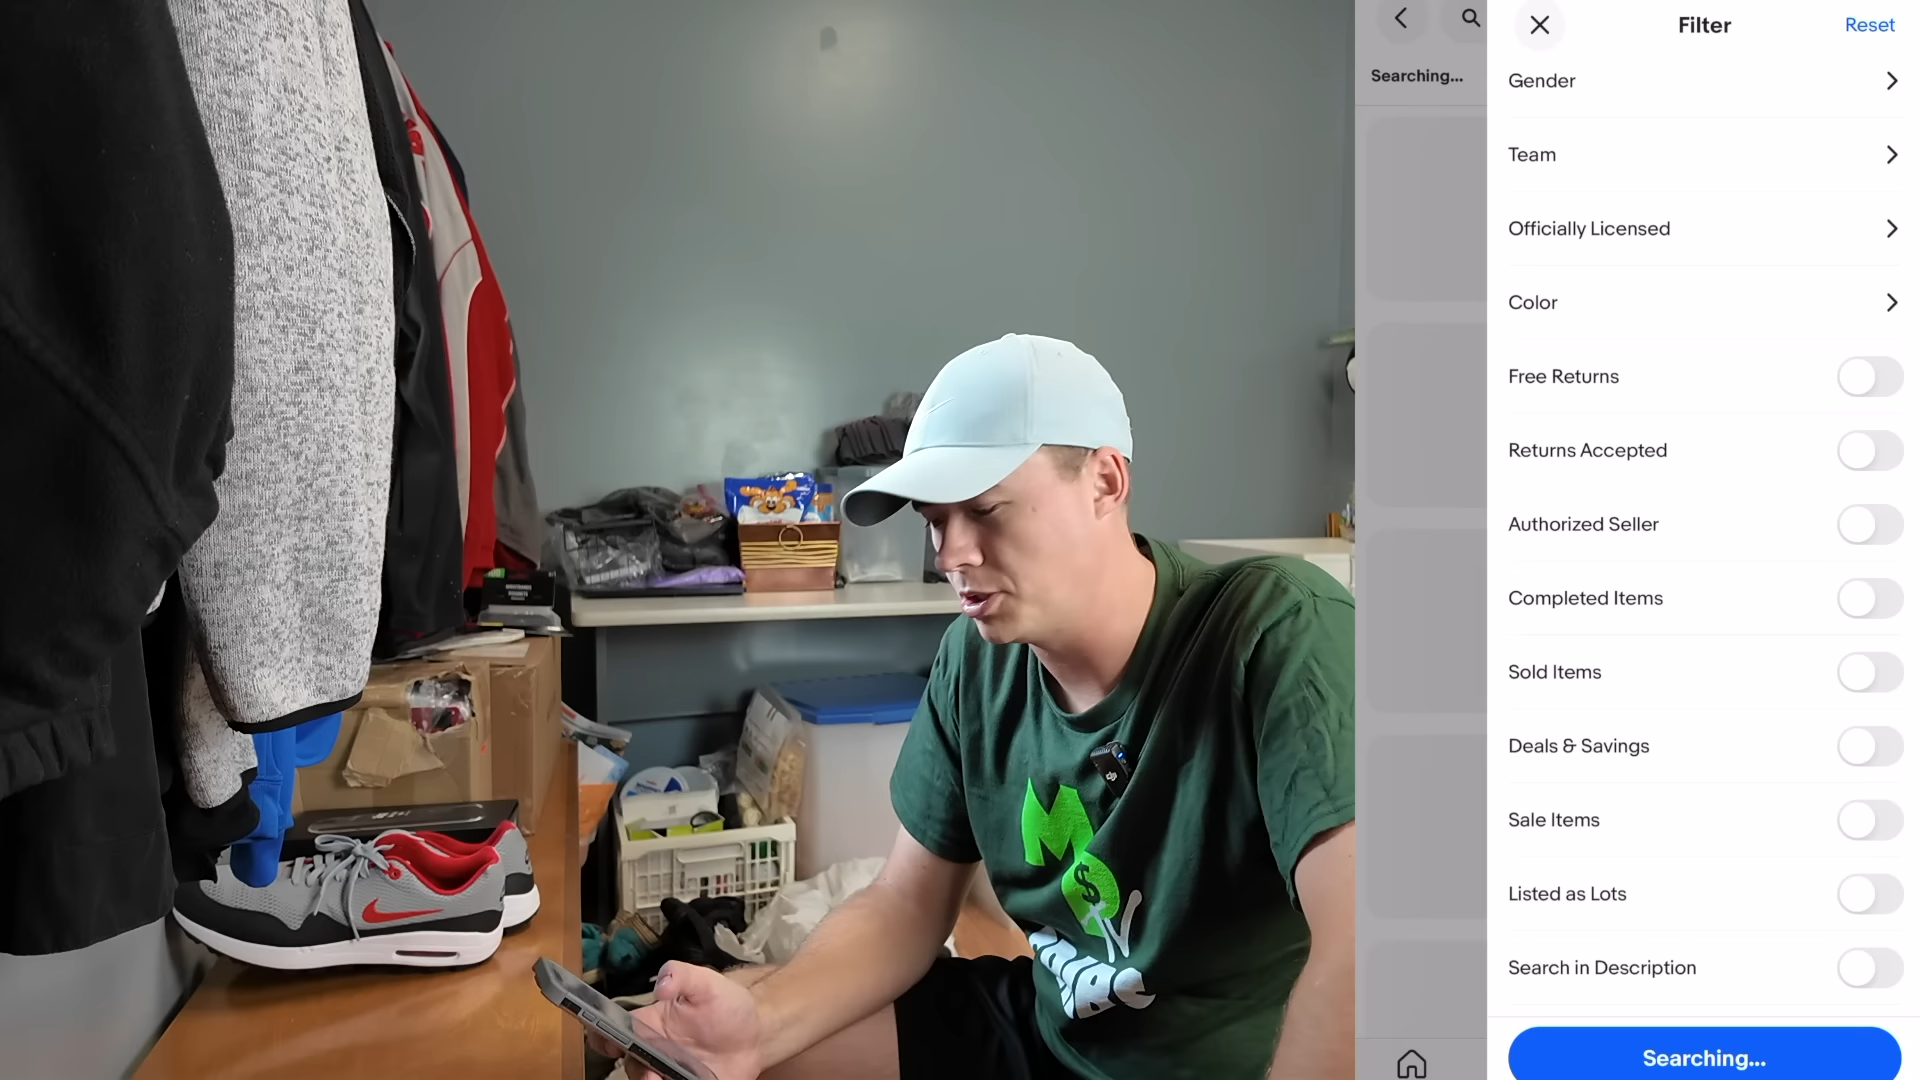 Searching...
Filter
Reset
Gender
Team
Officially Licensed
Color
Free Returns
Returns Accepted
Authorized Seller
Completed Items
Sold Items
Deals & Savings
Sale Items
Listed as Lots
Search in Description
Searching...